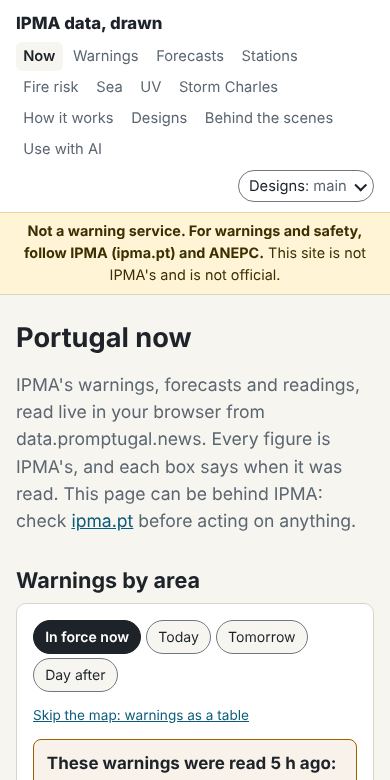 IPMA data, drawn
Now Warnings Forecasts Stations
Fire risk Sea UV Storm Charles
How it works Designs Behind the scenes
Use with AI
Designs: main
Not a warning service. For warnings and safety,
follow IPMA (ipma.pt) and ANEPC. This site is not
IPMA's and is not official.
Portugal now
IPMA's warnings, forecasts and readings,
read live in your browser from
data.promptugal.news. Every figure is
IPMA's, and each box says when it was
read. This page can be behind IPMA:
check ipma.pt before acting on anything.
Warnings by area
In force now Today Tomorrow
Day after
Skip the map: warnings as a table
These warnings were read 5 h ago: